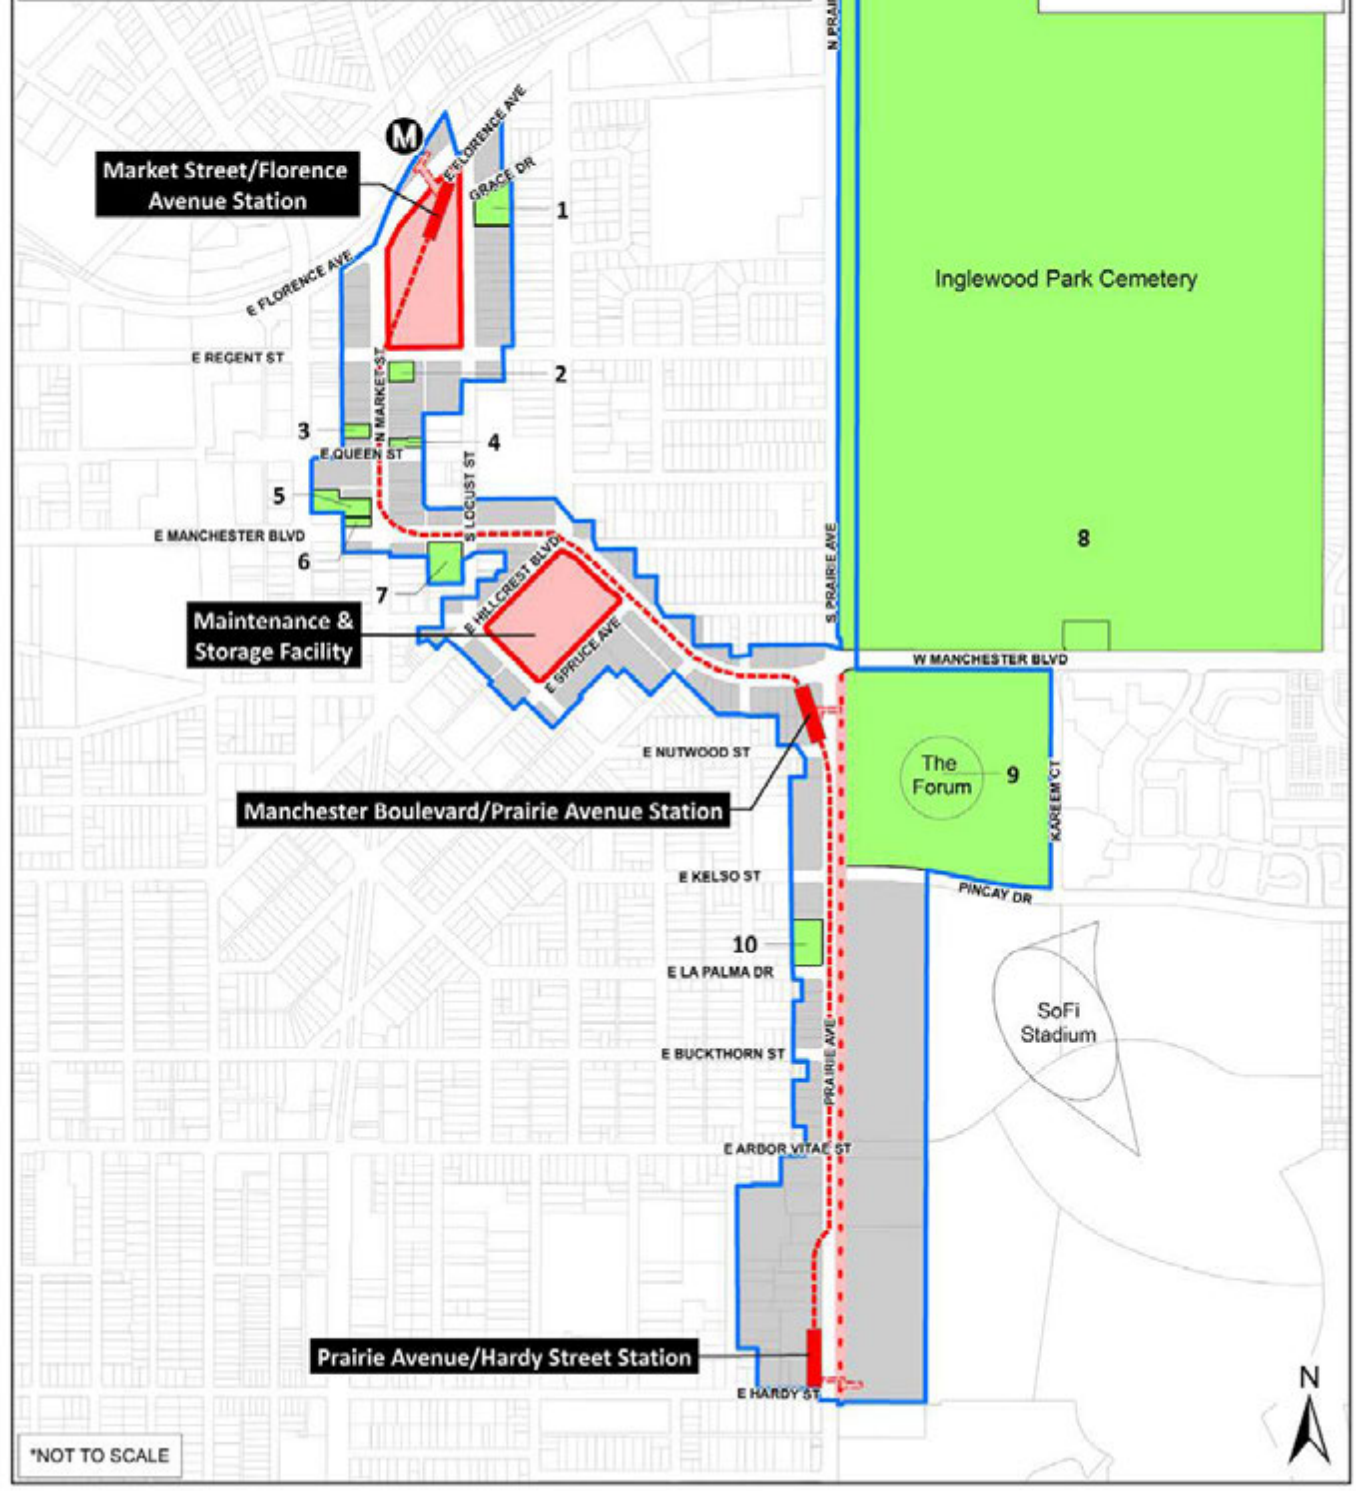 N PRAI
M
E FLORENCE AVE
Market Street/Florence
Avenue Station
GRACE DR
1
E FLORENCE AVE
Inglewood Park Cemetery
E REGENT ST
N MARKET ST
2
3
4
E QUEEN ST
S LOCUST ST
5
E MANCHESTER BLVD
6
7
E HILLCREST BLVD
S PRAIRIE AVE
8
Maintenance &
Storage Facility
E SPRUCE AVE
W MANCHESTER BLVD
E NUTWOOD ST
The
Forum
9
KAREEM CT
Manchester Boulevard/Prairie Avenue Station
E KELSO ST
PINCAY DR
10
E LA PALMA DR
SoFi
Stadium
PRAIRIE AVE
E BUCKTHORN ST
E ARBOR VITAE ST
Prairie Avenue/Hardy Street Station
E HARDY ST
N
*NOT TO SCALE